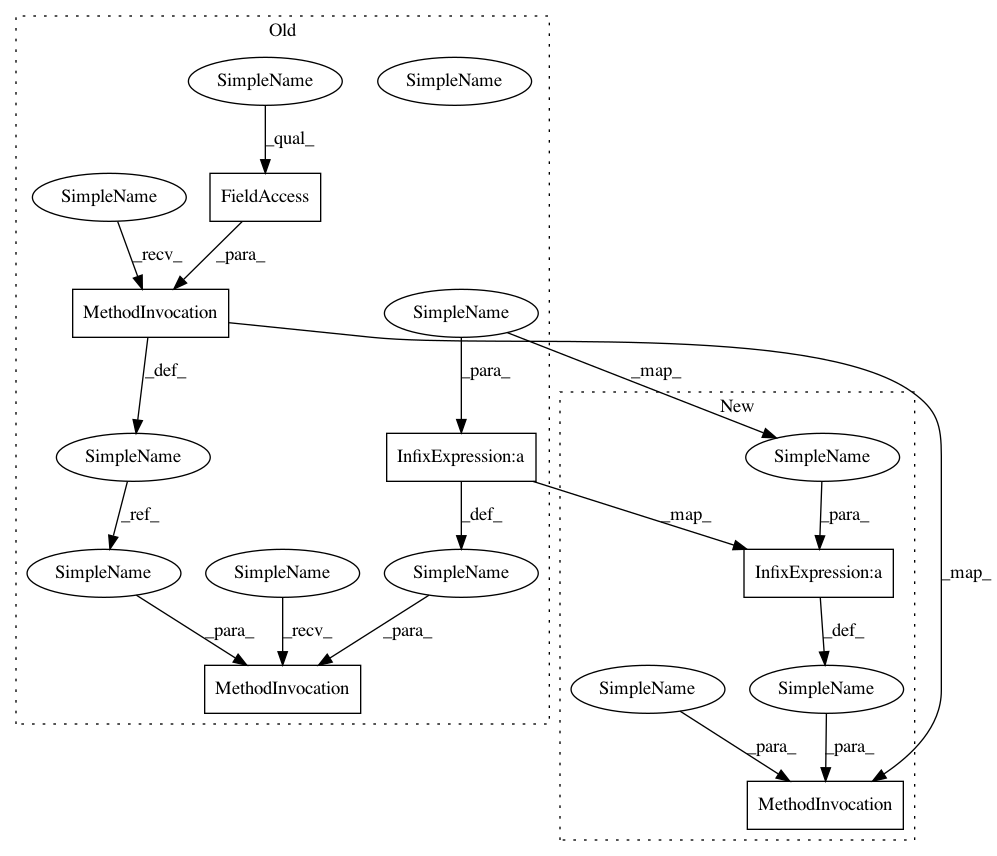 Old
SimpleName
SimpleName
_qual_
SimpleName
FieldAccess
_recv_
_para_
MethodInvocation
SimpleName
_def_
_para_
_map_
New
SimpleName
InfixExpression:a
SimpleName
_ref_
_def_
_map_
_para_
SimpleName
SimpleName
SimpleName
InfixExpression:a
_map_
_para_
_recv_
_para_
_def_
MethodInvocation
SimpleName
SimpleName
_para_
_para_
MethodInvocation